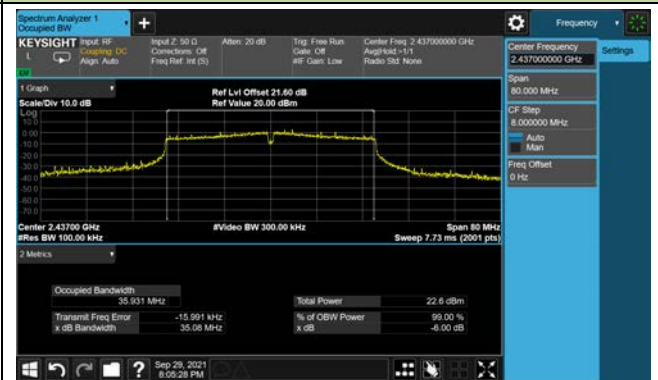 Spectrum Analyzer 1
Occupied BW
+
Frequency
KEYSIGHT
Input: RF
Coupling: DC
Align: Auto
Input Z: 50 Ω
Corrections: Off
Freq Ref: Int (S)
Atten: 20 dB
Trig: Free Run
Gate: Off
#IF Gain: Low
Center Freq: 2.437000000 GHz
Avg|Hold:>1/1
Radio Std: None
L
Center Frequency
2.437000000 GHz
Settings
Span
80.000 MHz
CF Step
8.000000 MHz
Auto
Man
Freq Offset
0 Hz
1 Graph
Scale/Div 10.0 dB
Ref Lvl Offset 21.60 dB
Ref Value 20.00 dBm
Log
10.0
0.00
-10.0
-20.0
-30.0
-40.0
-50.0
-60.0
-70.0
Center 2.43700 GHz
#Res BW 100.00 kHz
#Video BW 300.00 kHz
Span 80 MHz
Sweep 7.73 ms (2001 pts)
2 Metrics
Occupied Bandwidth
35.931 MHz
Total Power 22.6 dBm
Transmit Freq Error -15.991 kHz
% of OBW Power 99.00 %
x dB Bandwidth 35.08 MHz
x dB -6.00 dB
?
Sep 29, 2021
8:05:28 PM